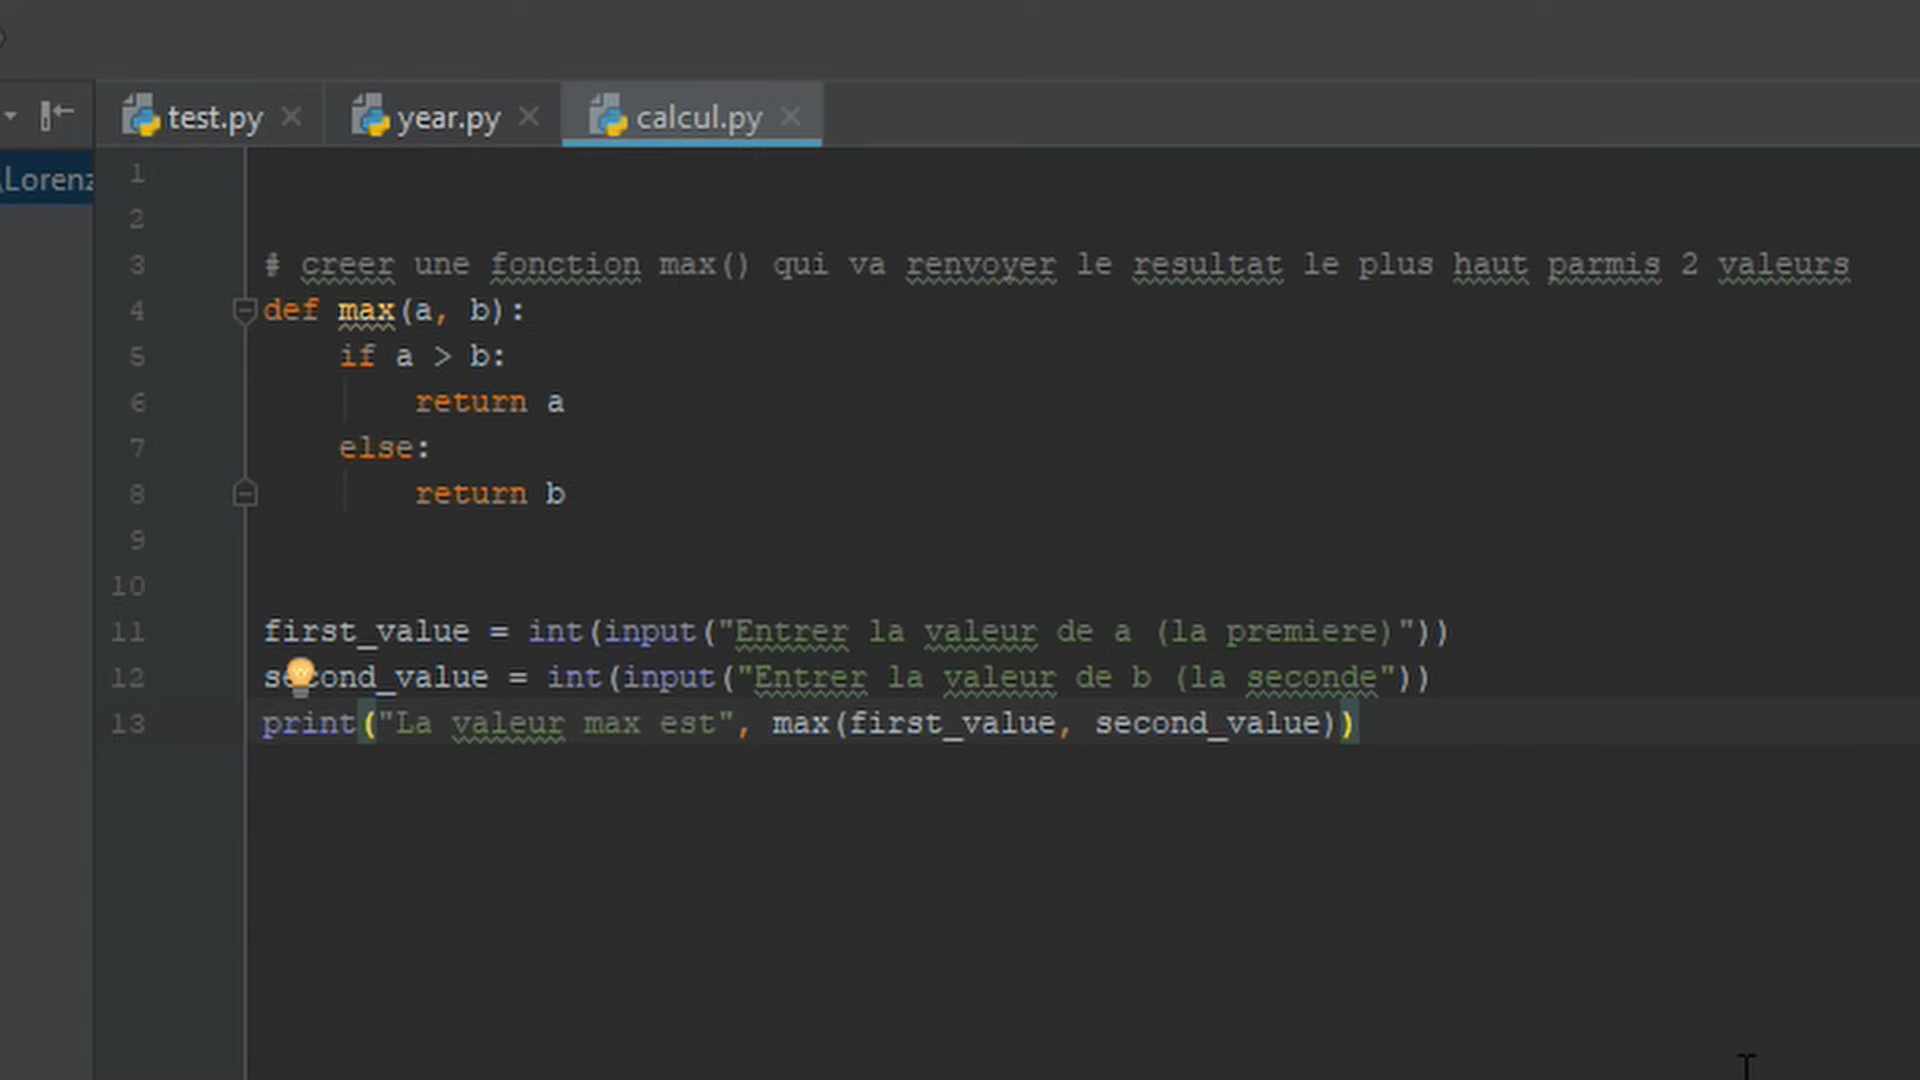 test.py year.py calcul.py
\Loren
1
2
3 # creer une fonction max() qui va renvoyer le resultat le plus haut parmis 2 valeurs
4 def max(a, b):
5 if a > b:
6 return a
7 else:
8 return b
9
10
11 first_value = int(input("Entrer la valeur de a (la premiere)"))
12 second_value = int(input("Entrer la valeur de b (la seconde"))
13 print("La valeur max est", max(first_value, second_value))